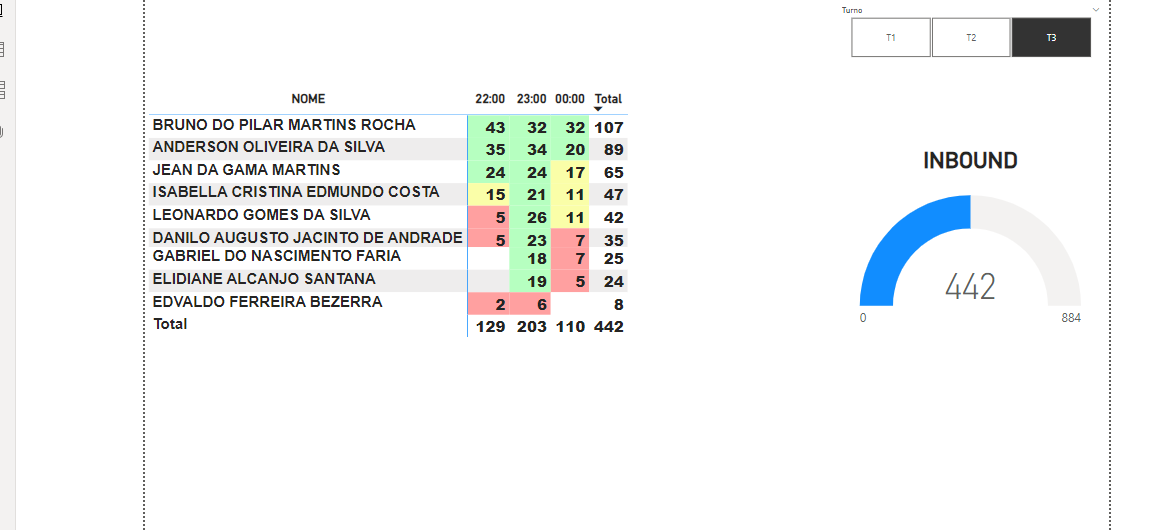 Turno
T1 T2 T3
NOME 22:00 23:00 00:00 Total
BRUNO DO PILAR MARTINS ROCHA 43 32 32 107
ANDERSON OLIVEIRA DA SILVA 35 34 20 89
JEAN DA GAMA MARTINS 24 24 17 65
ISABELLA CRISTINA EDMUNDO COSTA 15 21 11 47
LEONARDO GOMES DA SILVA 5 26 11 42
DANILO AUGUSTO JACINTO DE ANDRADE 5 23 7 35
GABRIEL DO NASCIMENTO FARIA 18 7 25
ELIDIANE ALCANJO SANTANA 19 5 24
EDVALDO FERREIRA BEZERRA 2 6 8
Total 129 203 110 442
INBOUND
442
0 884